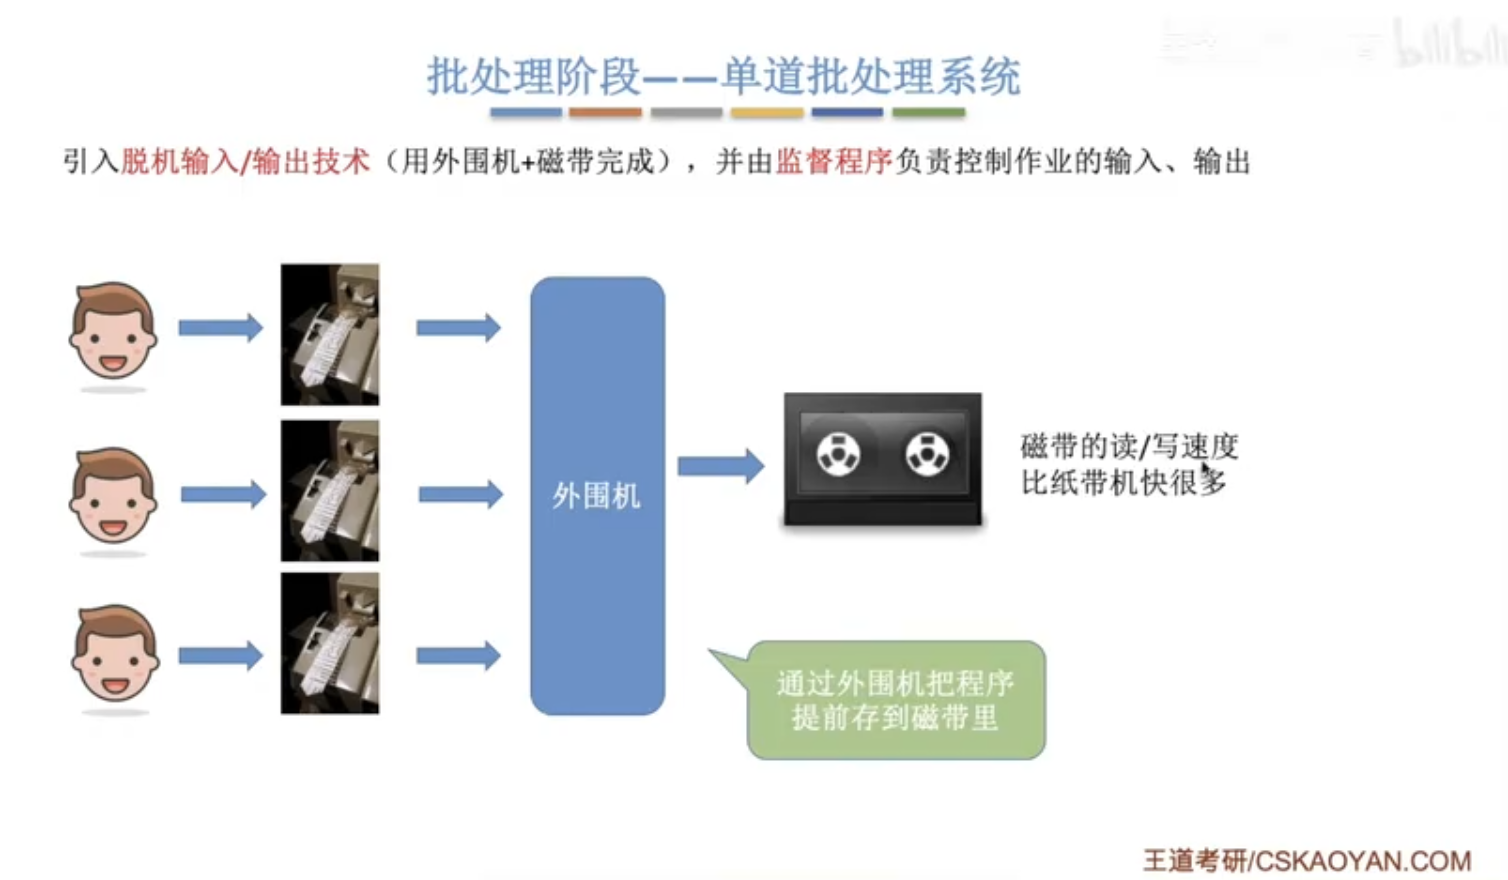 bilibili
批处理阶段——单道批处理系统
引入脱机输入/输出技术（用外围机+磁带完成），并由监督程序负责控制作业的输入、输出
外围机
磁带的读/写速度
比纸带机快很多
通过外围机把程序
提前存到磁带里
王道考研/CSKAOYAN.COM